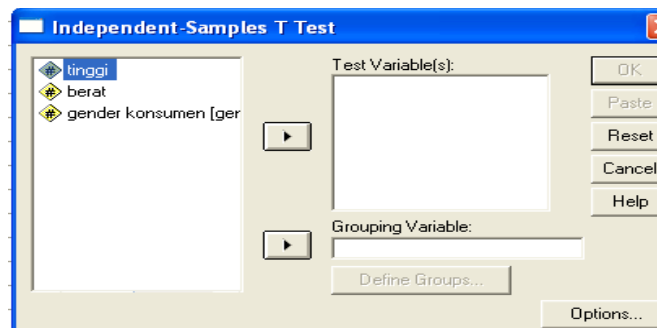 Independent-Samples T Test
tinggi
berat
gender konsumen [ger
Test Variable(s):
Grouping Variable:
Define Groups...
OK
Paste
Reset
Cancel
Help
Options...